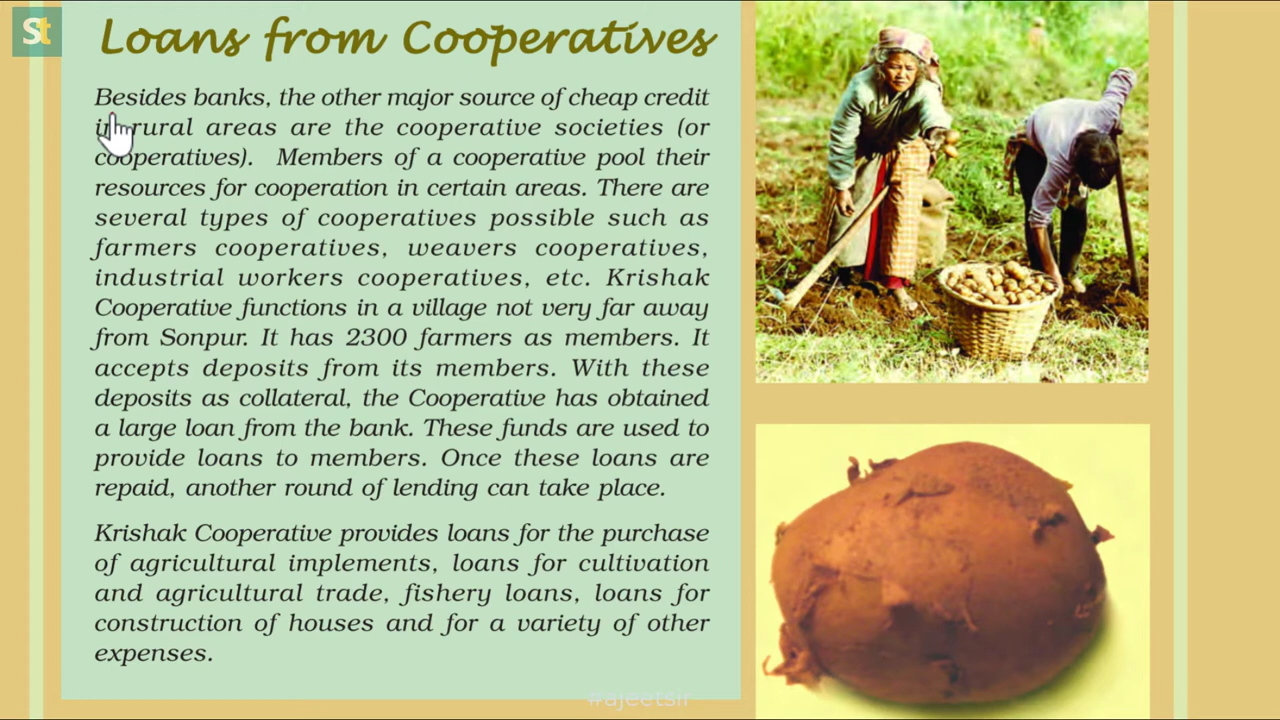 St
Loans from Cooperatives
Besides banks, the other major source of cheap credit
in rural areas are the cooperative societies (or
cooperatives). Members of a cooperative pool their
resources for cooperation in certain areas. There are
several types of cooperatives possible such as
farmers cooperatives, weavers cooperatives,
industrial workers cooperatives, etc. Krishak
Cooperative functions in a village not very far away
from Sonpur. It has 2300 farmers as members. It
accepts deposits from its members. With these
deposits as collateral, the Cooperative has obtained
a large loan from the bank. These funds are used to
provide loans to members. Once these loans are
repaid, another round of lending can take place.
Krishak Cooperative provides loans for the purchase
of agricultural implements, loans for cultivation
and agricultural trade, fishery loans, loans for
construction of houses and for a variety of other
expenses.
#ajeetsir